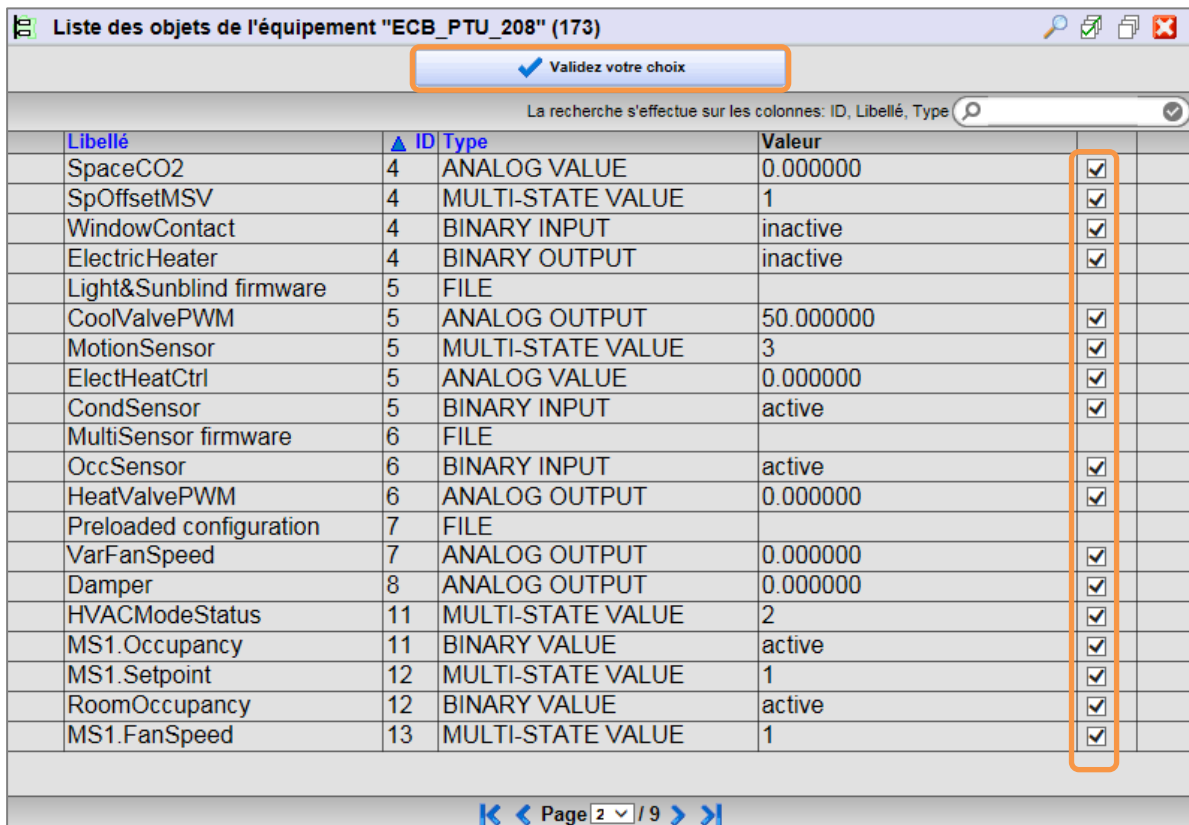 Liste des objets de l'équipement "ECB_PTU_208" (173)
Validez votre choix
La recherche s'effectue sur les colonnes: ID, Libellé, Type
Libellé ID Type Valeur
SpaceCO2 4 ANALOG VALUE 0.000000
SpOffsetMSV 4 MULTI-STATE VALUE 1
WindowContact 4 BINARY INPUT inactive
ElectricHeater 4 BINARY OUTPUT inactive
Light&Sunblind firmware 5 FILE
CoolValvePWM 5 ANALOG OUTPUT 50.000000
MotionSensor 5 MULTI-STATE VALUE 3
ElectHeatCtrl 5 ANALOG VALUE 0.000000
CondSensor 5 BINARY INPUT active
MultiSensor firmware 6 FILE
OccSensor 6 BINARY INPUT active
HeatValvePWM 6 ANALOG OUTPUT 0.000000
Preloaded configuration 7 FILE
VarFanSpeed 7 ANALOG OUTPUT 0.000000
Damper 8 ANALOG OUTPUT 0.000000
HVACModeStatus 11 MULTI-STATE VALUE 2
MS1.Occupancy 11 BINARY VALUE active
MS1.Setpoint 12 MULTI-STATE VALUE 1
RoomOccupancy 12 BINARY VALUE active
MS1.FanSpeed 13 MULTI-STATE VALUE 1
Page 2 / 9